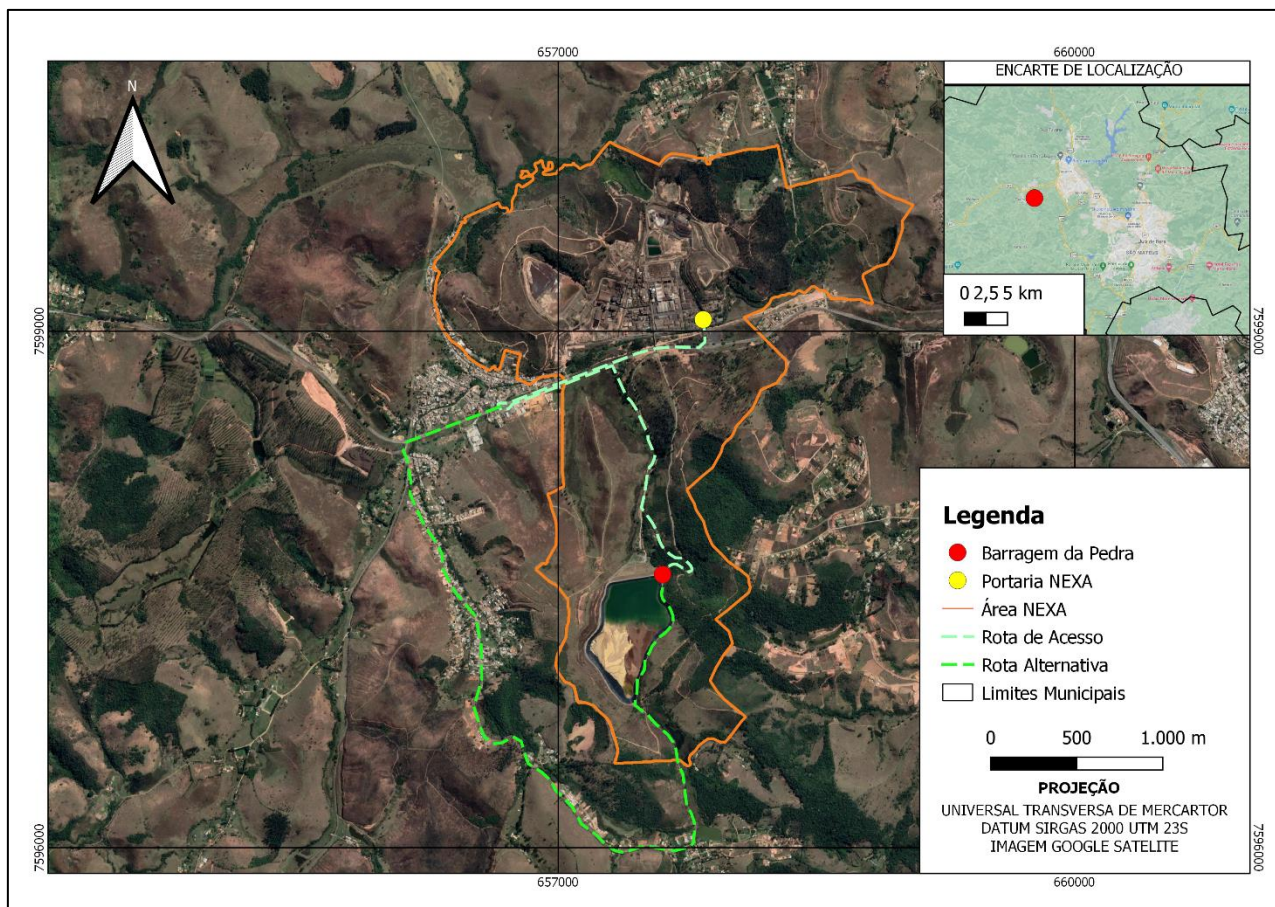 657000
660000
N
ENCARTE DE LOCALIZAÇÃO
0 2,5 5 km
7599000
7599000
Legenda
Barragem da Pedra
Portaria NEXA
Área NEXA
Rota de Acesso
Rota Alternativa
Limites Municipais
0 500 1.000 m
PROJEÇÃO
UNIVERSAL TRANSVERSA DE MERCARTOR
DATUM SIRGAS 2000 UTM 23S
IMAGEM GOOGLE SATELITE
7596000
7596000
657000
660000